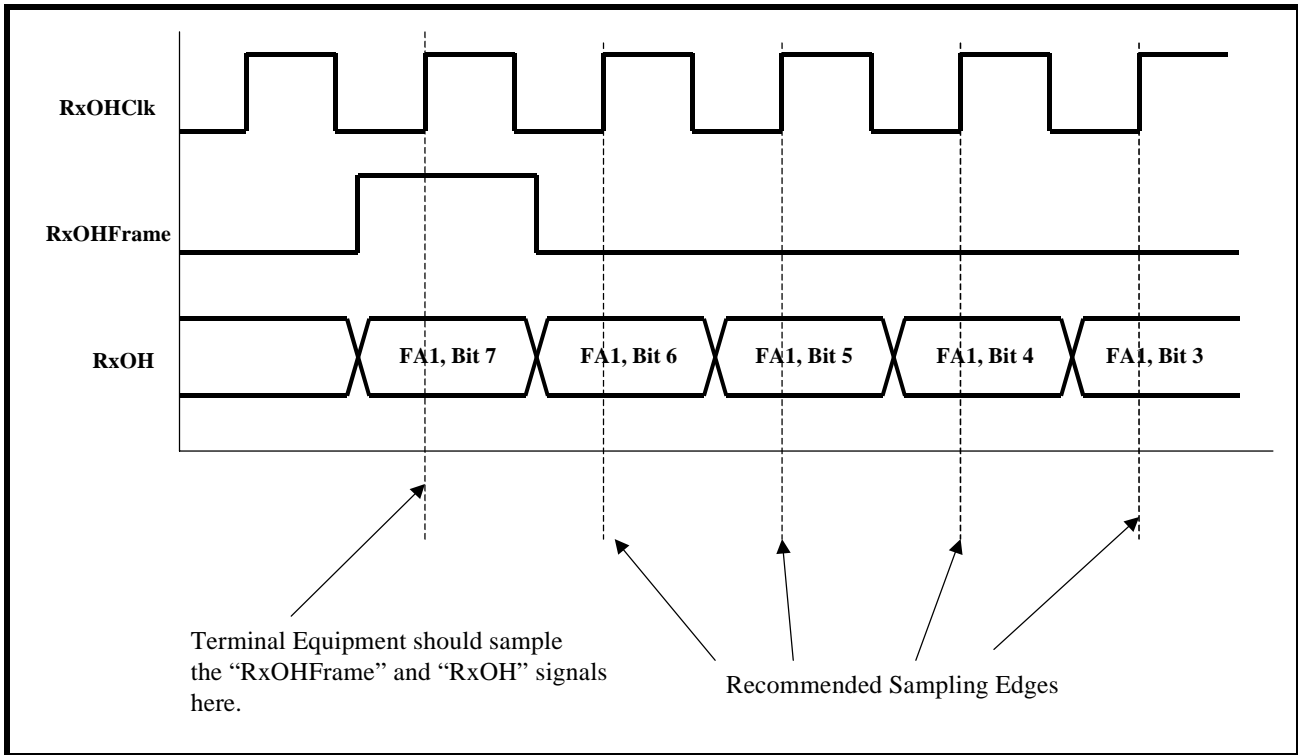 RxOHClk
RxOHFrame
RxOH
FA1, Bit 7
FA1, Bit 6
FA1, Bit 5
FA1, Bit 4
FA1, Bit 3
Terminal Equipment should sample
the “RxOHFrame” and “RxOH” signals
here.
Recommended Sampling Edges